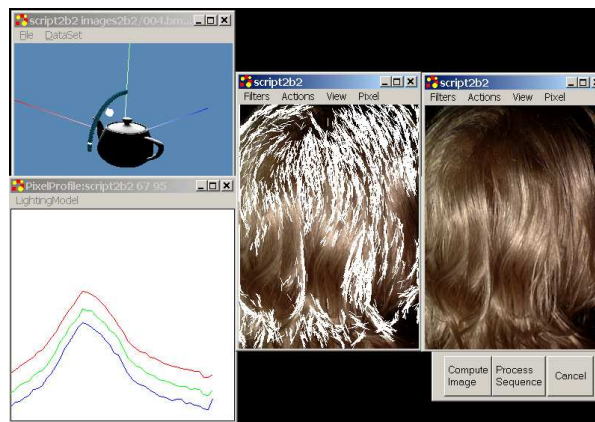 script2b2 images2b2/004.bm...
File DataSet
PixelProfile:script2b2 67 95
LightingModel
script2b2
Filters Actions View Pixel
script2b2
Filters Actions View Pixel
Compute Image
Process Sequence
Cancel